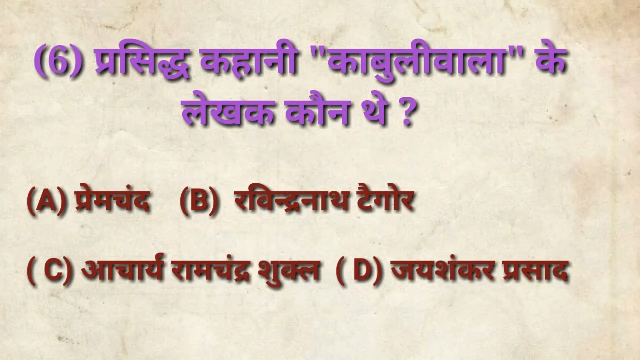 (6) प्रसिद्ध कहानी "काबुलीवाला" के
लेखक कौन थे ?
(A) प्रेमचंद (B) रविन्द्रनाथ टैगोर
( C) आचार्य रामचंद्र शुक्ल ( D) जयशंकर प्रसाद